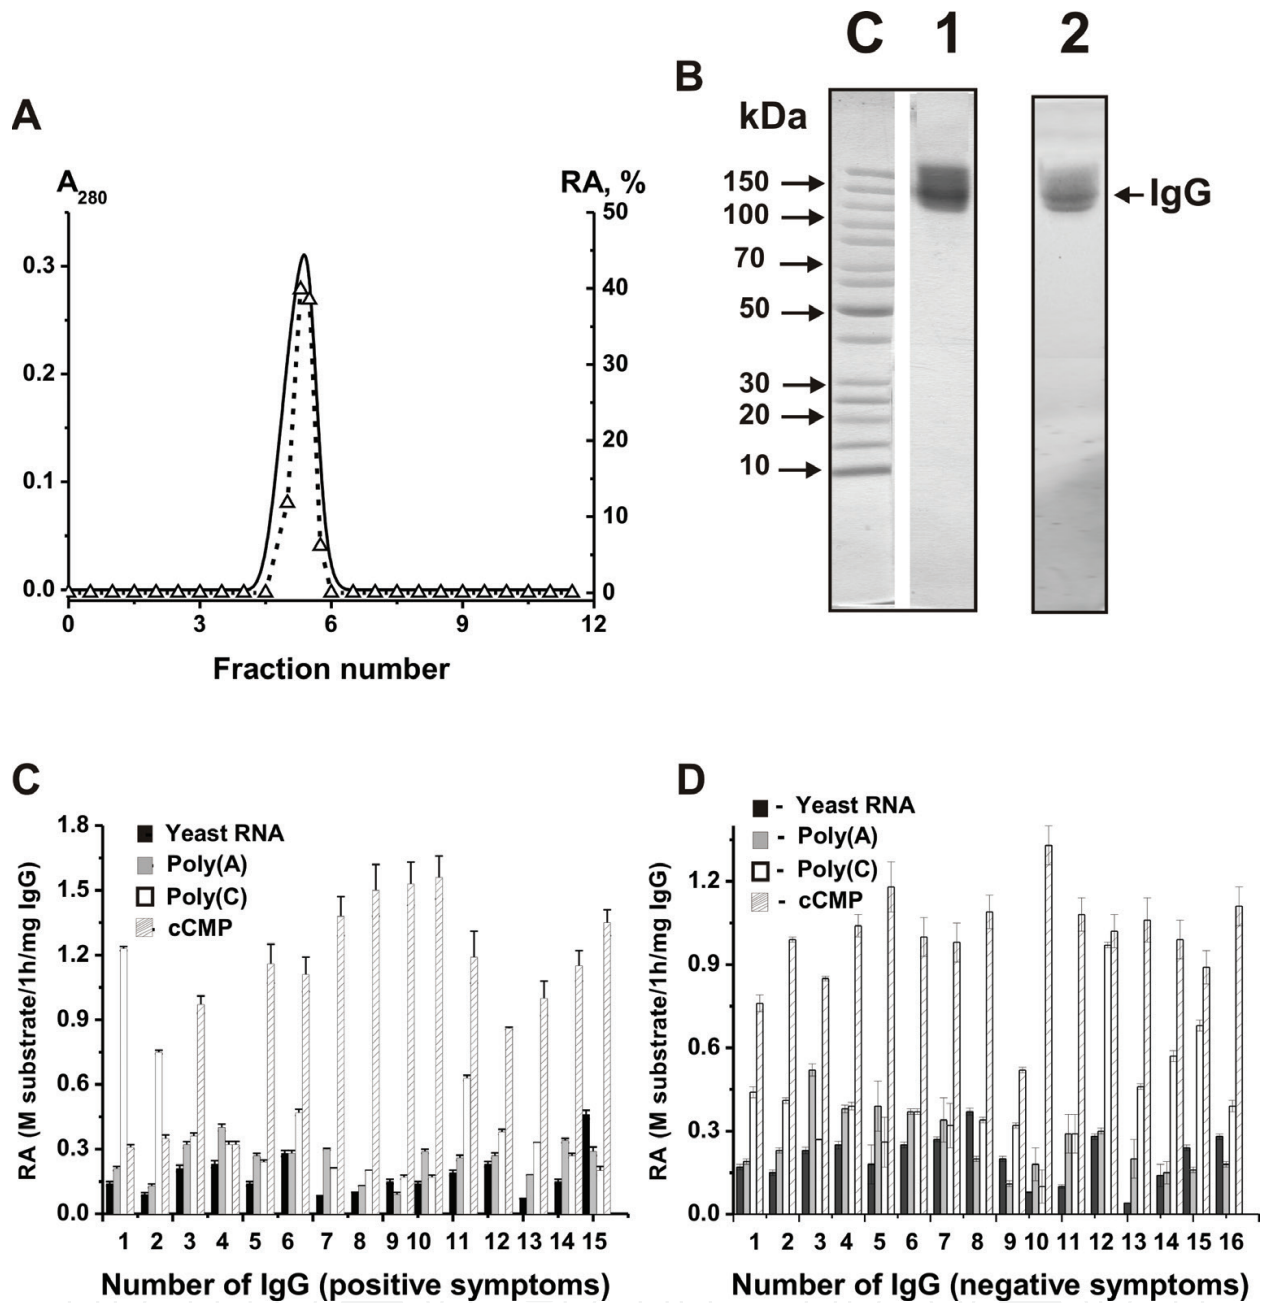 A
A280
RA, %
50
0.3
40
30
0.2
20
0.1
10
0.0
0
0
3
6
9
12
Fraction number
B
C 1 2
kDa
150
IgG
100
70
50
30
20
10
C
Yeast RNA
Poly(A)
Poly(C)
cCMP
RA (M substrate/1h/mg IgG)
1.8
1.5
1.2
0.9
0.6
0.3
0.0
1 2 3 4 5 6 7 8 9 10 11 12 13 14 15
Number of IgG (positive symptoms)
D
- Yeast RNA
- Poly(A)
- Poly(C)
- cCMP
RA (M substrate/1h/mg IgG)
1.2
0.9
0.6
0.3
0.0
1 2 3 4 5 6 7 8 9 10 11 12 13 14 15 16
Number of IgG (negative symptoms)